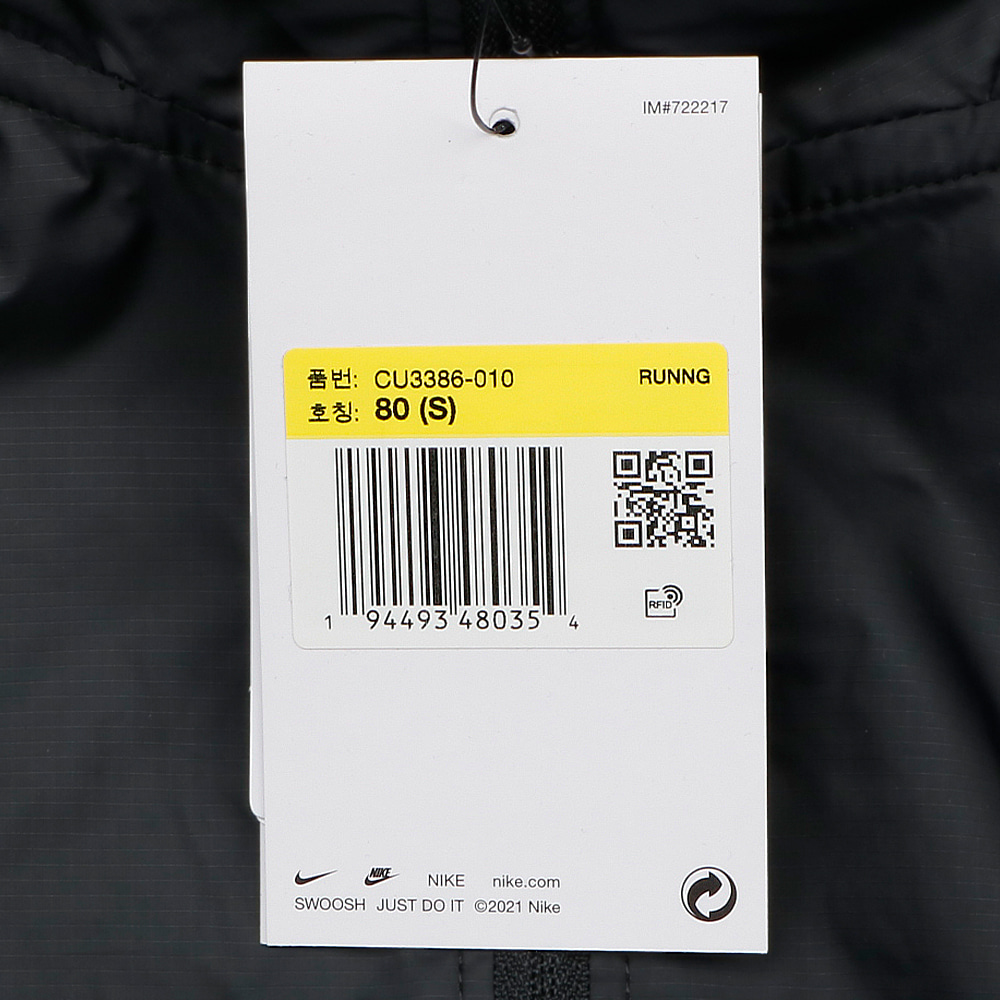 IM#722217
품번: CU3386-010 RUNNG
호칭: 80 (S)
RFID
1 94493 48035 4
NIKE NIKE nike.com
SWOOSH JUST DO IT ©2021 Nike